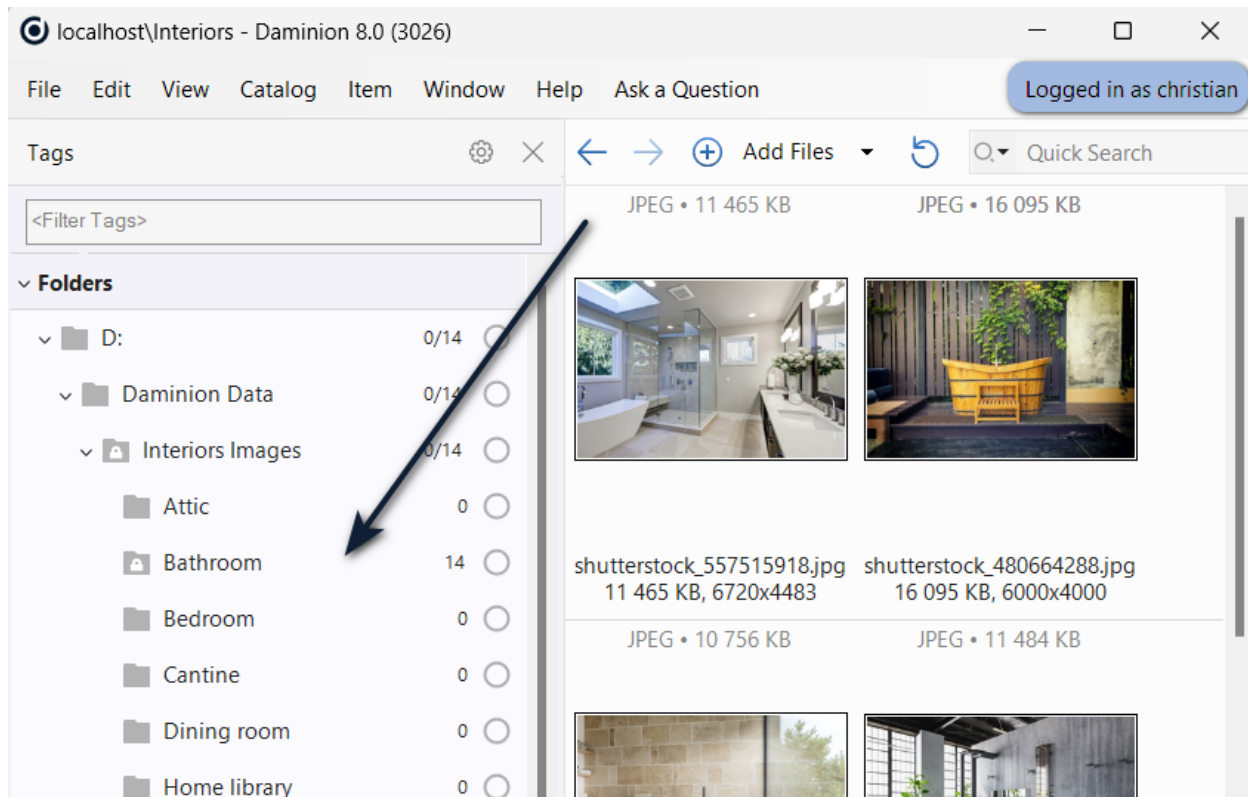 localhost\Interiors - Daminion 8.0 (3026)
File Edit View Catalog Item Window Help Ask a Question Logged in as christian
Tags
Add Files Quick Search
<Filter Tags>
JPEG • 11 465 KB JPEG • 16 095 KB
Folders
D: 0/14
Daminion Data 0/14
Interiors Images 0/14
Attic 0
Bathroom 14
Bedroom 0
Cantine 0
Dining room 0
Home library 0
shutterstock_557515918.jpg shutterstock_480664288.jpg
11 465 KB, 6720x4483 16 095 KB, 6000x4000
JPEG • 10 756 KB JPEG • 11 484 KB